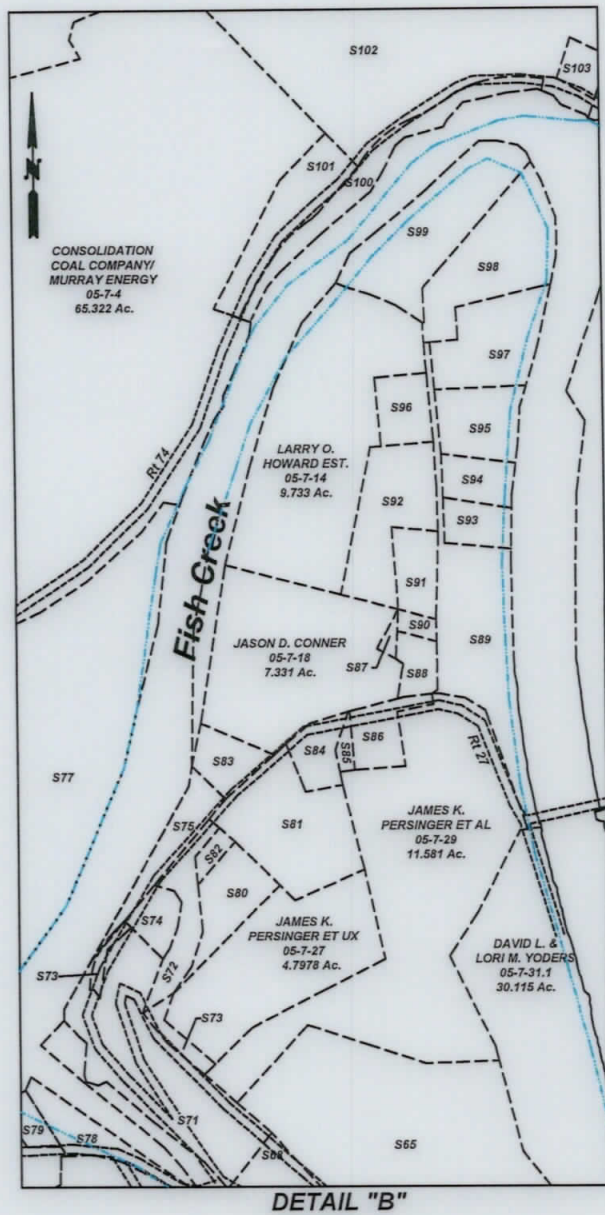 S102
S103
S101
S100
N
CONSOLIDATION
COAL COMPANY/
MURRAY ENERGY
05-7-4
65.322 Ac.
S99
S98
S97
S96
S95
LARRY O.
HOWARD EST.
05-7-14
9.733 Ac.
Rt 74
S94
S92
S93
Fish Creek
S91
S90
S89
JASON D. CONNER
05-7-18
7.331 Ac.
S87
S88
S86
S84
S85
Rt 27
S83
S77
S75
S81
JAMES K.
PERSINGER ET AL
05-7-29
11.581 Ac.
S82
S80
JAMES K.
PERSINGER ET UX
05-7-27
4.7978 Ac.
DAVID L. &
LORI M. YODERS
05-7-31.1
30.115 Ac.
S74
S73
S72
S73
S71
S79
S78
S65
DETAIL "B"